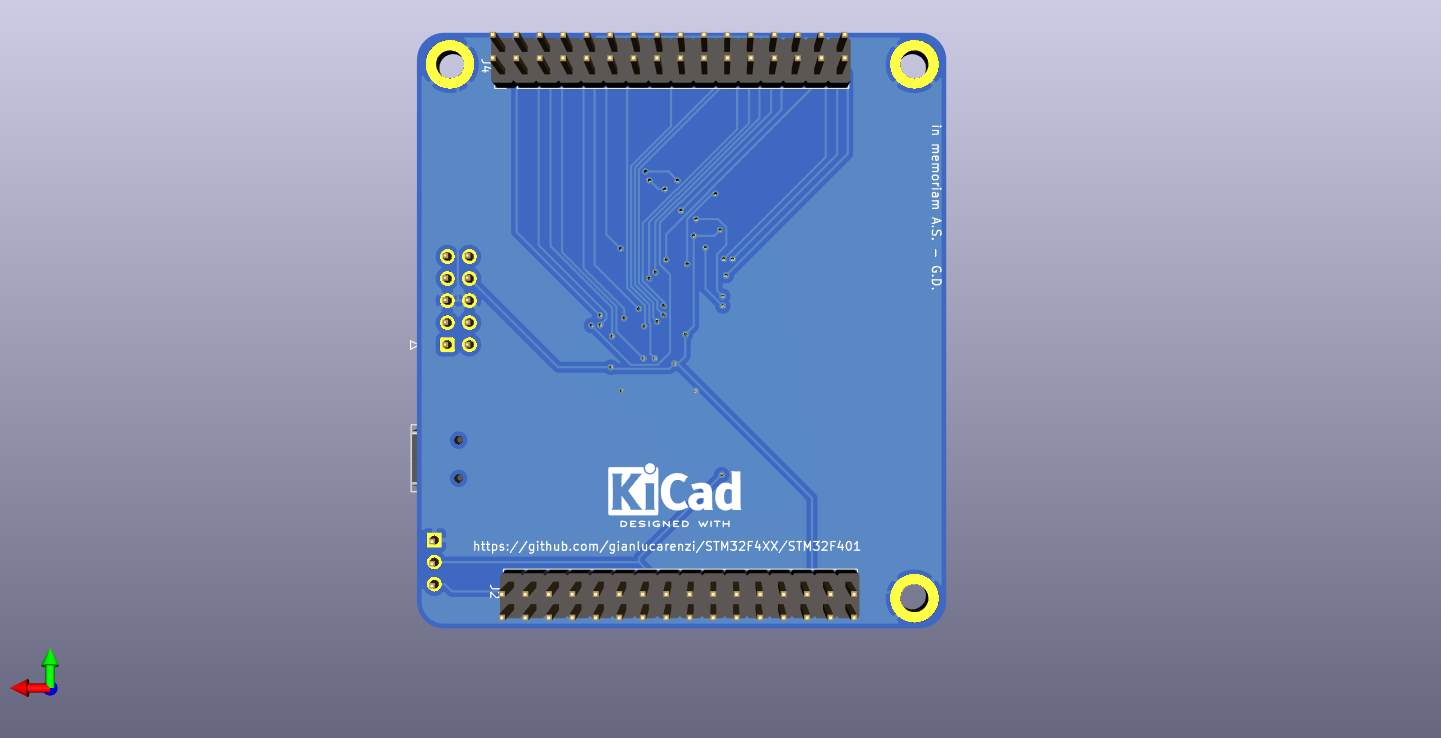 J4
in memoriam A.S. - G.D.
KiCad
DESIGNED WITH
https://github.com/gianlucarenzi/STM32F4XX/STM32F401
J2